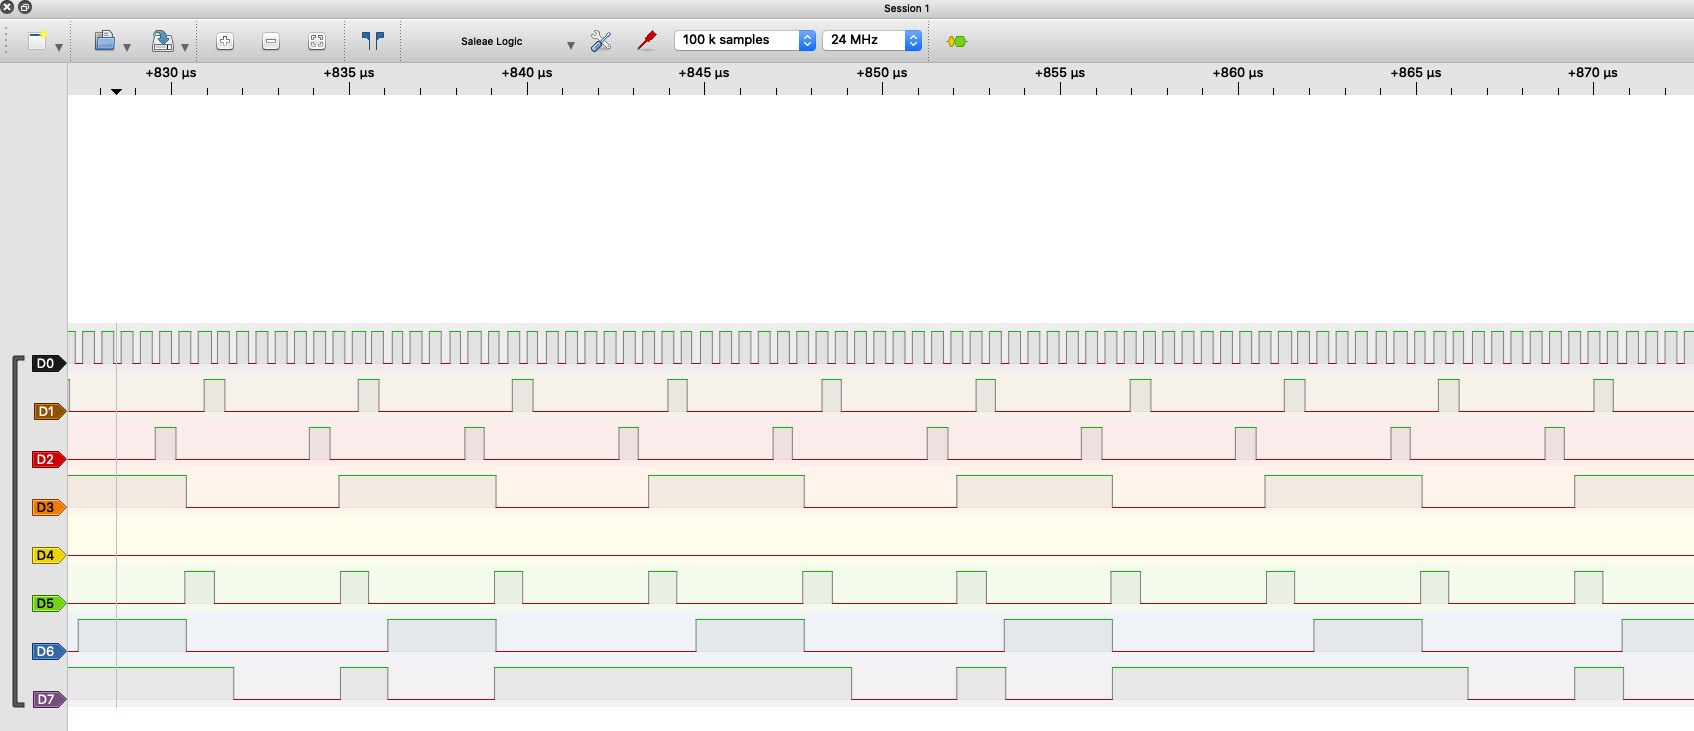 Session 1
Saleae Logic 100 k samples 24 MHz
+830 µs +835 µs +840 µs +845 µs +850 µs +855 µs +860 µs +865 µs +870 µs
D0
D1
D2
D3
D4
D5
D6
D7